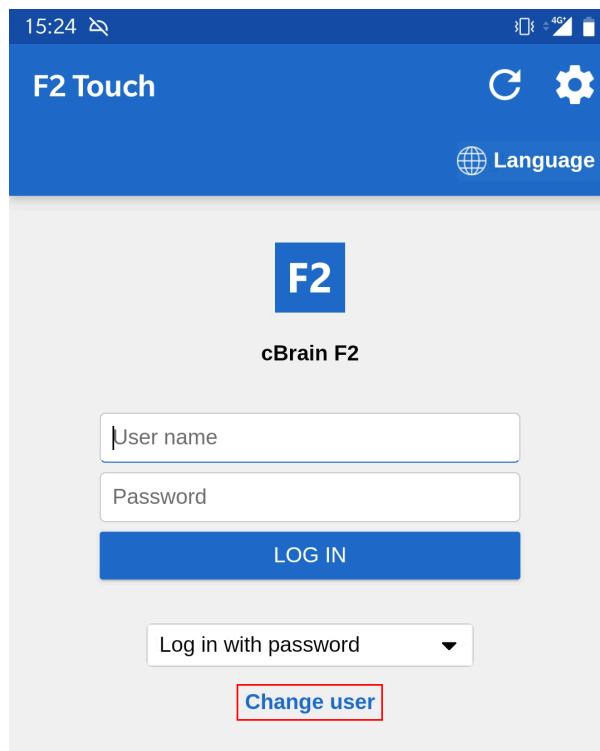 15:24 4G+
F2 Touch
Language
F2
cBrain F2
User name
Password
LOG IN
Log in with password
Change user